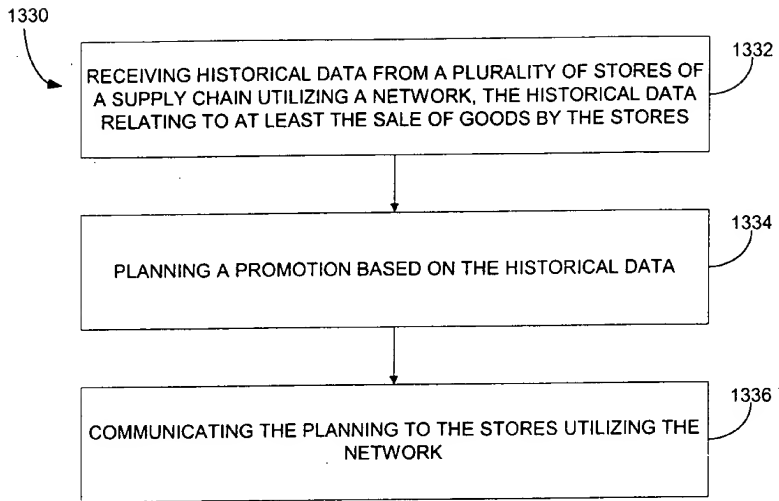 1330
1332
RECEIVING HISTORICAL DATA FROM A PLURALITY OF STORES OF
A SUPPLY CHAIN UTILIZING A NETWORK, THE HISTORICAL DATA
RELATING TO AT LEAST THE SALE OF GOODS BY THE STORES
1334
PLANNING A PROMOTION BASED ON THE HISTORICAL DATA
1336
COMMUNICATING THE PLANNING TO THE STORES UTILIZING THE
NETWORK